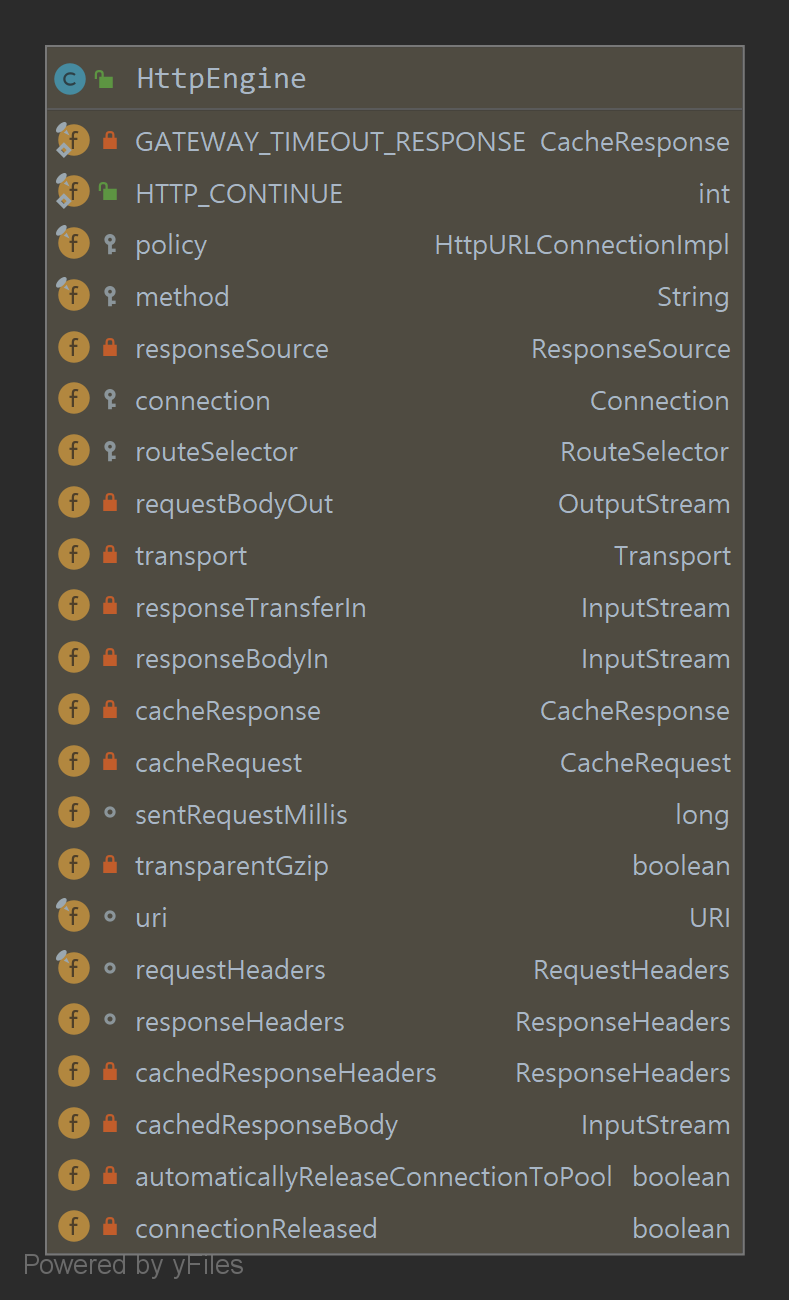 HttpEngine
GATEWAY_TIMEOUT_RESPONSE CacheResponse
HTTP_CONTINUE int
policy HttpURLConnectionImpl
method String
responseSource ResponseSource
connection Connection
routeSelector RouteSelector
requestBodyOut OutputStream
transport Transport
responseTransferIn InputStream
responseBodyIn InputStream
cacheResponse CacheResponse
cacheRequest CacheRequest
sentRequestMillis long
transparentGzip boolean
uri URI
requestHeaders RequestHeaders
responseHeaders ResponseHeaders
cachedResponseHeaders ResponseHeaders
cachedResponseBody InputStream
automaticallyReleaseConnectionToPool boolean
connectionReleased boolean
Powered by yFiles